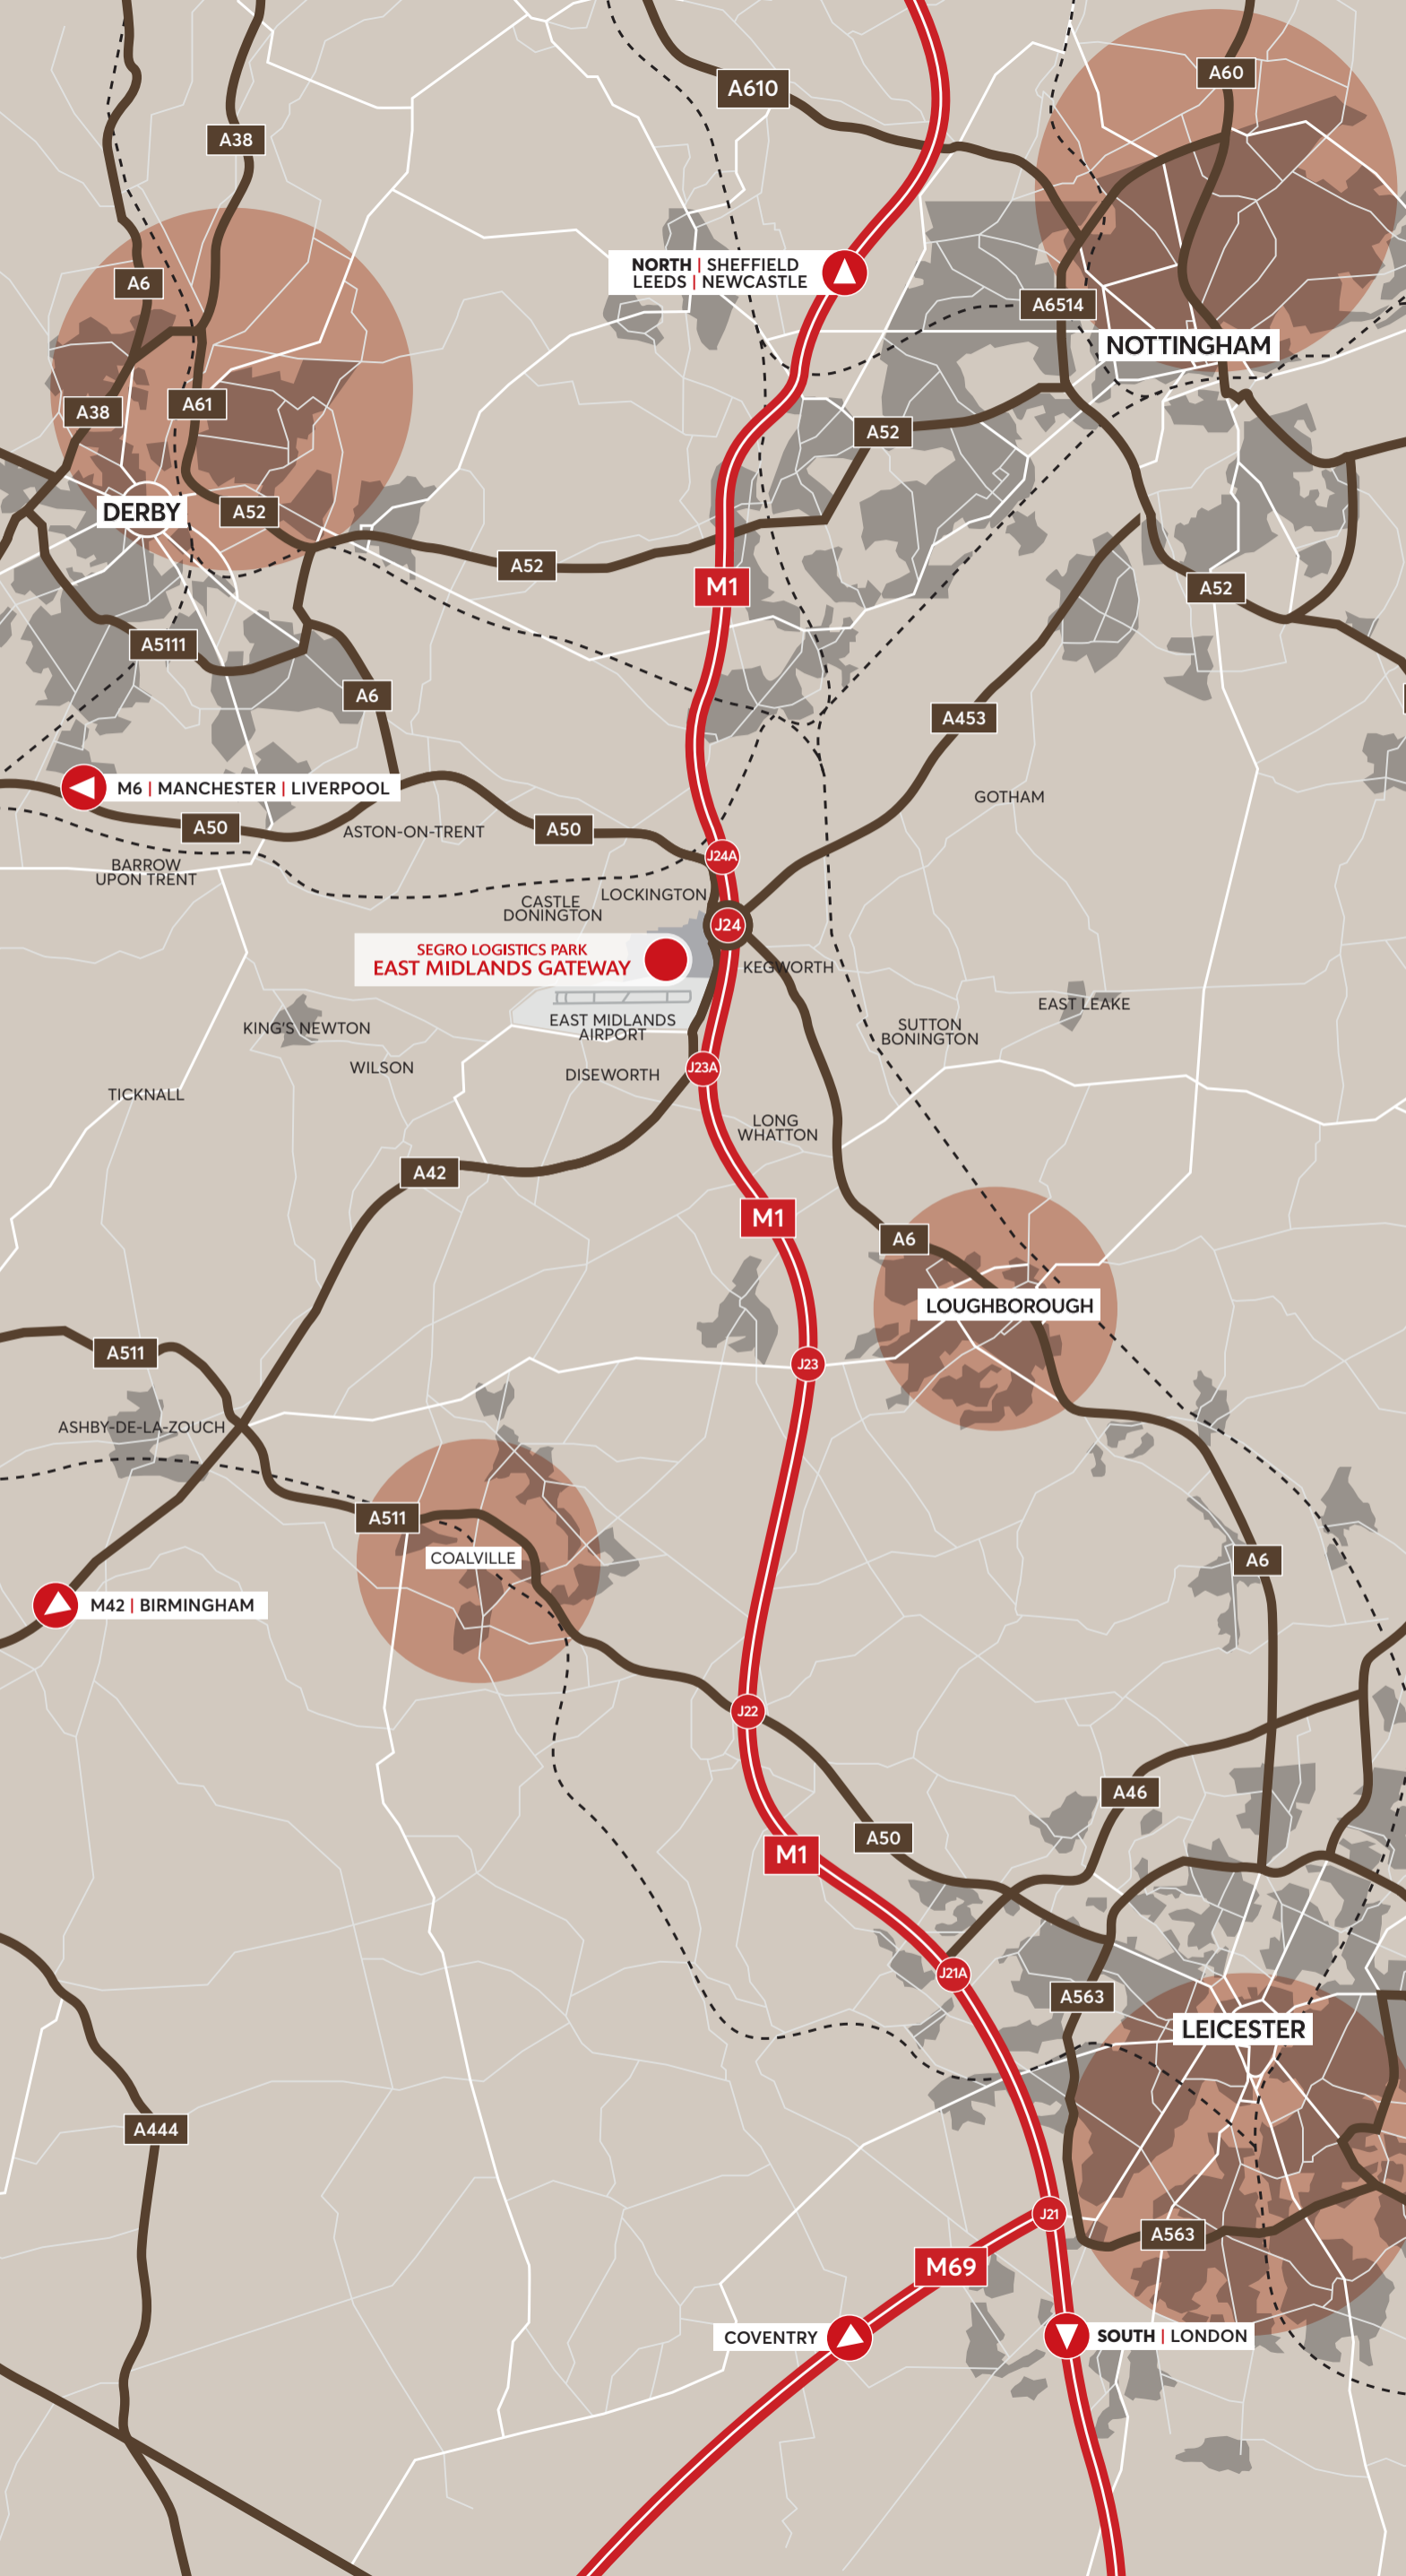 A60
A610
A38
NORTH | SHEFFIELD
LEEDS | NEWCASTLE
A6
A6514
NOTTINGHAM
A38
A61
A52
DERBY
A52
A52
M1
A52
A5111
A6
A453
M6 | MANCHESTER | LIVERPOOL
GOTHAM
A50
ASTON-ON-TRENT
A50
J24A
BARROW
UPON TRENT
LOCKINGTON
CASTLE
DONINGTON
J24
SEGRO LOGISTICS PARK
EAST MIDLANDS GATEWAY
KEGWORTH
EAST LEAKE
KING'S NEWTON
EAST MIDLANDS
AIRPORT
SUTTON
BONINGTON
WILSON
DISEWORTH
J23A
TICKNALL
LONG
WHATTON
A42
M1
A6
LOUGHBOROUGH
A511
J23
ASHBY-DE-LA-ZOUCH
A511
COALVILLE
A6
M42 | BIRMINGHAM
J22
A46
A50
M1
J21A
A563
LEICESTER
A444
J21
A563
M69
COVENTRY
SOUTH | LONDON